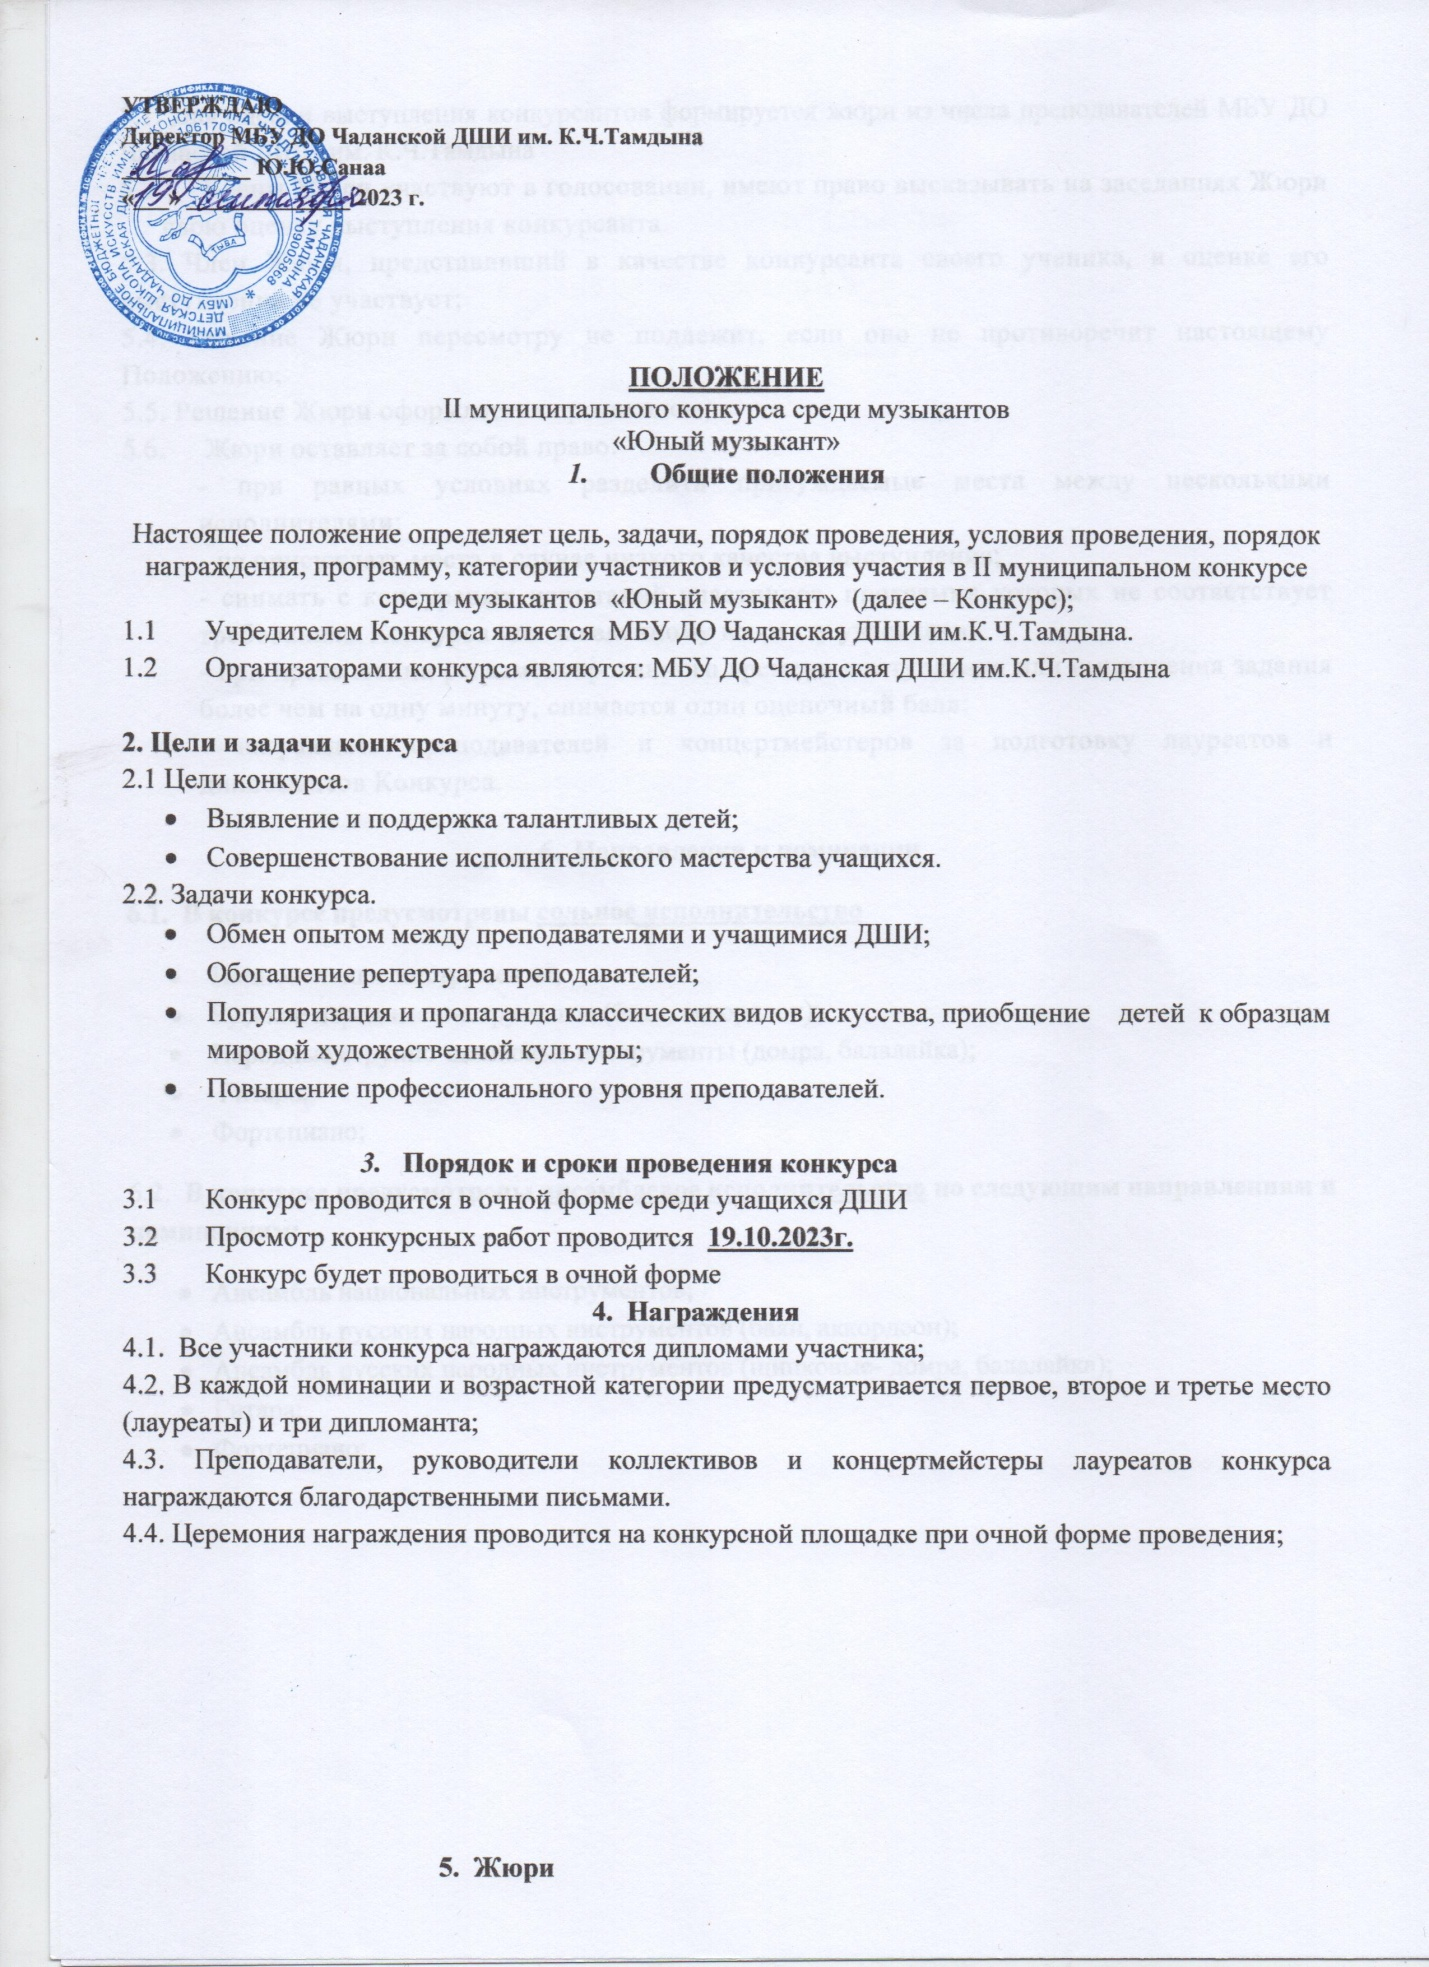 УТВЕРЖДАЮ
Директор МБУ ДО Чаданской ДШИ им. К.Ч.Тамдына
Ю.Ю.Санаа
«19» сентября 2023 г.
ПОЛОЖЕНИЕ
II муниципального конкурса среди музыкантов
«Юный музыкант»
1. Общие положения
Настоящее положение определяет цель, задачи, порядок проведения, условия проведения, порядок
награждения, программу, категории участников и условия участия в II муниципальном конкурсе
среди музыкантов «Юный музыкант» (далее – Конкурс);
1.1 Учредителем Конкурса является МБУ ДО Чаданская ДШИ им.К.Ч.Тамдына.
1.2 Организаторами конкурса являются: МБУ ДО Чаданская ДШИ им.К.Ч.Тамдына
2. Цели и задачи конкурса
2.1 Цели конкурса.
• Выявление и поддержка талантливых детей;
• Совершенствование исполнительского мастерства учащихся.
2.2. Задачи конкурса.
• Обмен опытом между преподавателями и учащимися ДШИ;
• Обогащение репертуара преподавателей;
• Популяризация и пропаганда классических видов искусства, приобщение детей к образцам
мировой художественной культуры;
• Повышение профессионального уровня преподавателей.
3. Порядок и сроки проведения конкурса
3.1 Конкурс проводится в очной форме среди учащихся ДШИ
3.2 Просмотр конкурсных работ проводится 19.10.2023г.
3.3 Конкурс будет проводиться в очной форме
4. Награждения
4.1. Все участники конкурса награждаются дипломами участника;
4.2. В каждой номинации и возрастной категории предусматривается первое, второе и третье место
(лауреаты) и три дипломанта;
4.3. Преподаватели, руководители коллективов и концертмейстеры лауреатов конкурса
награждаются благодарственными письмами.
4.4. Церемония награждения проводится на конкурсной площадке при очной форме проведения;
5. Жюри